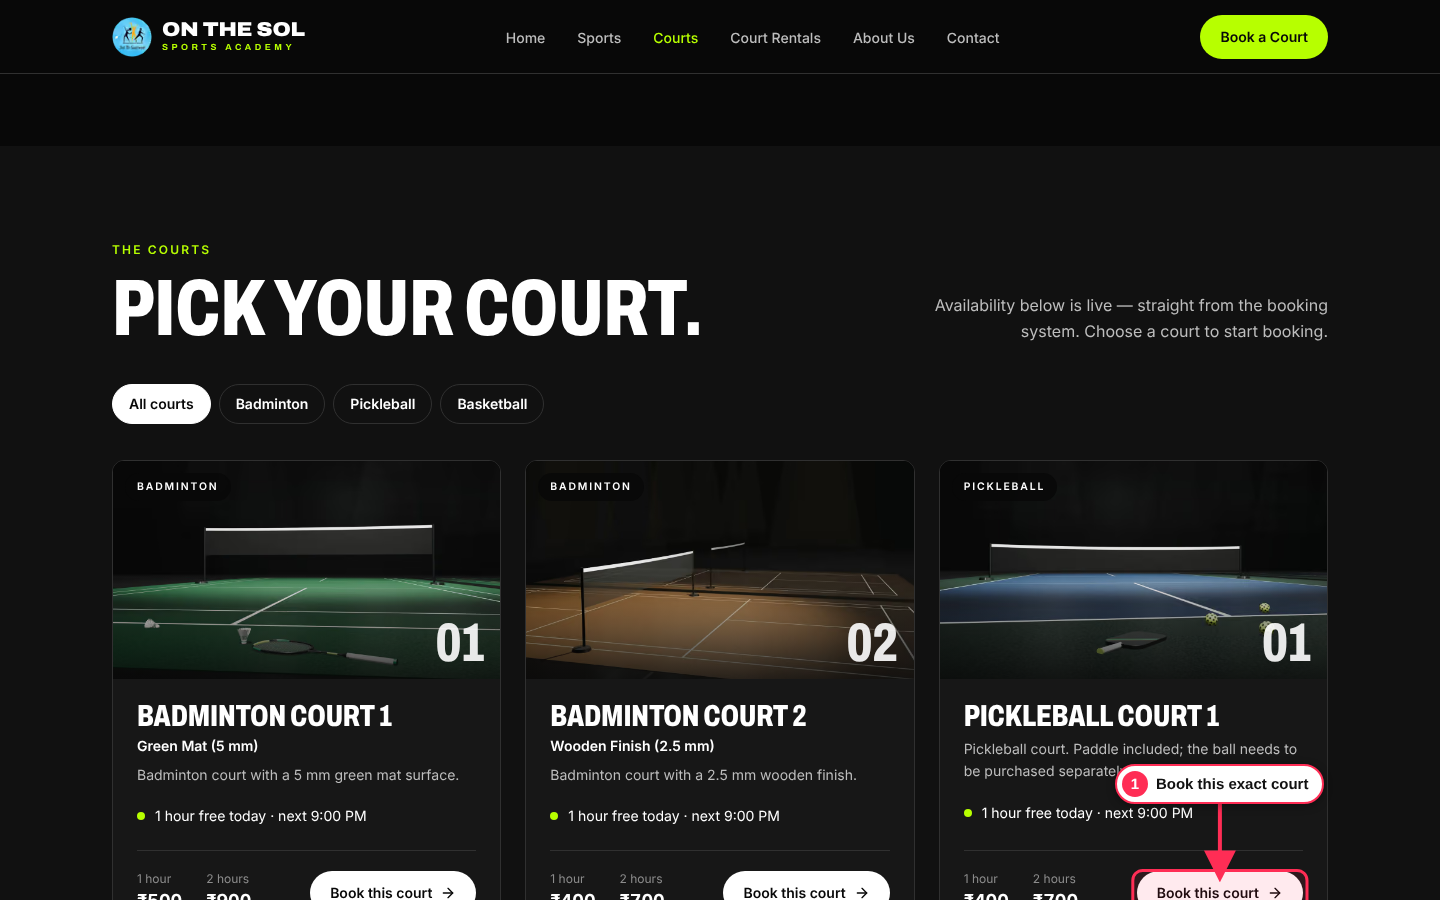 ON THE SOL
SPORTS ACADEMY
Home
Sports
Courts
Court Rentals
About Us
Contact
Book a Court
THE COURTS
PICK YOUR COURT.
Availability below is live — straight from the booking
system. Choose a court to start booking.
All courts
Badminton
Pickleball
Basketball
BADMINTON
01
BADMINTON COURT 1
Green Mat (5 mm)
Badminton court with a 5 mm green mat surface.
1 hour free today · next 9:00 PM
1 hour
2 hours
₹500
₹900
Book this court →
BADMINTON
02
BADMINTON COURT 2
Wooden Finish (2.5 mm)
Badminton court with a 2.5 mm wooden finish.
1 hour free today · next 9:00 PM
1 hour
2 hours
₹400
₹700
Book this court →
PICKLEBALL
01
PICKLEBALL COURT 1
Pickleball court. Paddle included; the ball needs to
be purchased
1 Book this exact court
1 hour free today · next 9:00 PM
1 hour
2 hours
₹400
₹700
Book this court →